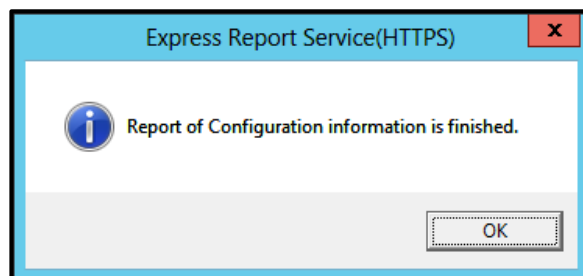 Express Report Service(HTTPS)
x
Report of Configuration information is finished.
OK